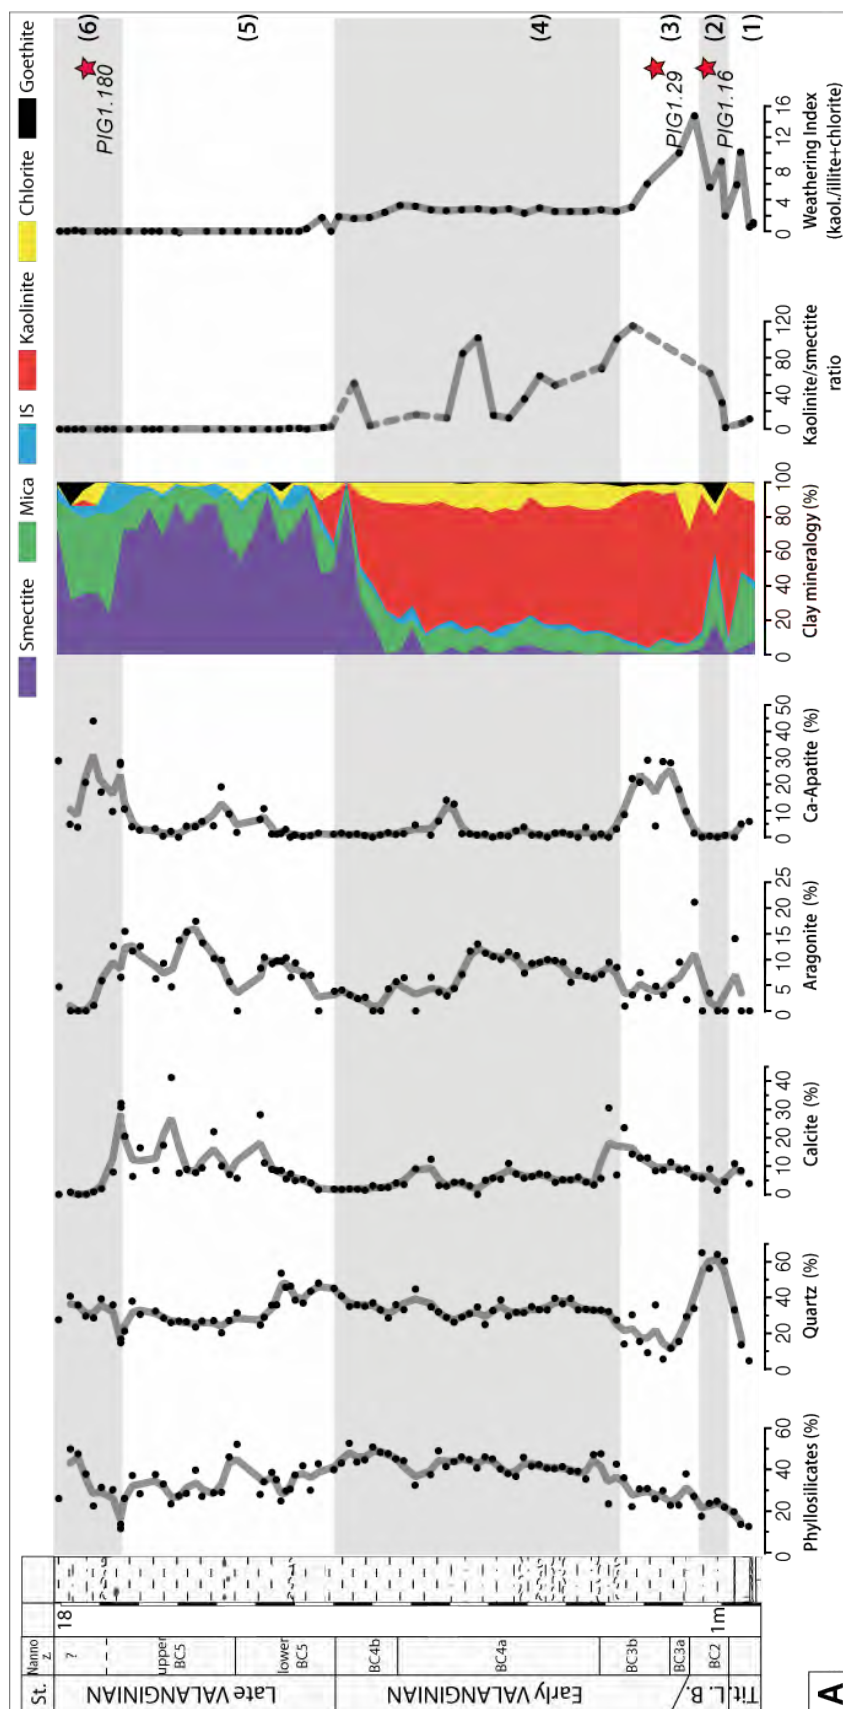 A
St.
Nanno
z.
Late VALANGINIAN
Early VALANGINIAN
Tit.L. B.
?
upper
BC5
lower
BC5
BC4b
BC4a
BC3b
BC3a
BC2
18
1m
Phyllosilicates (%)
0 20 40 60
Quartz (%)
0 20 40 60
Calcite (%)
0 10 20 30 40
Aragonite (%)
0 5 10 15 20 25
Ca-Apatite (%)
0 10 20 30 40 50
Smectite Mica IS Kaolinite Chlorite Goethite
Clay mineralogy (%)
0 20 40 60 80 100
Kaolinite/smectite
ratio
0 40 80 120
Weathering Index
(kaol./illite+chlorite)
0 4 8 12 16
PIG1.180
PIG1.29
PIG1.16
(6)
(5)
(4)
(3)
(2)
(1)